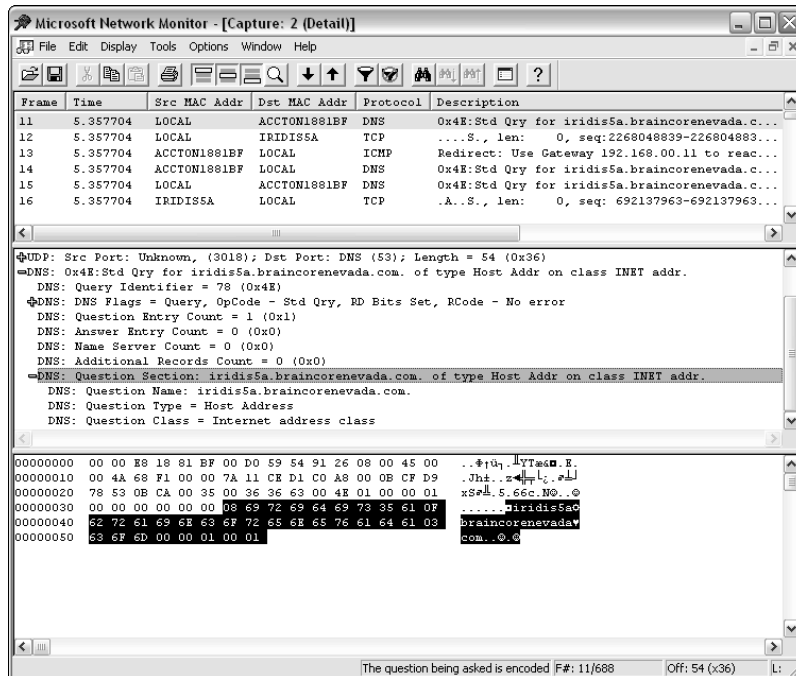 Microsoft Network Monitor - [Capture: 2 (Detail)]
File Edit Display Tools Options Window Help
Frame Time Src MAC Addr Dst MAC Addr Protocol Description
11 5.357704 LOCAL ACCTON1881BF DNS 0x4E:Std Qry for iridis5a.braincorenevada.c...
12 5.357704 LOCAL IRIDIS5A TCP ....S., len: 0, seq:2268048839-226804883...
13 5.357704 ACCTON1881BF LOCAL ICMP Redirect: Use Gateway 192.168.00.11 to reac...
14 5.357704 ACCTON1881BF LOCAL DNS 0x4E:Std Qry for iridis5a.braincorenevada.c...
15 5.357704 LOCAL ACCTON1881BF DNS 0x4E:Std Qry for iridis5a.braincorenevada.c...
16 5.357704 IRIDIS5A LOCAL TCP .A..S., len: 0, seq: 692137963-692137963...
UDP: Src Port: Unknown, (3018); Dst Port: DNS (53); Length = 54 (0x36)
DNS: 0x4E:Std Qry for iridis5a.braincorenevada.com. of type Host Addr on class INET addr.
DNS: Query Identifier = 78 (0x4E)
DNS: DNS Flags = Query, OpCode - Std Qry, RD Bits Set, RCode - No error
DNS: Question Entry Count = 1 (0x1)
DNS: Answer Entry Count = 0 (0x0)
DNS: Name Server Count = 0 (0x0)
DNS: Additional Records Count = 0 (0x0)
DNS: Question Section: iridis5a.braincorenevada.com. of type Host Addr on class INET addr.
DNS: Question Name: iridis5a.braincorenevada.com.
DNS: Question Type = Host Address
DNS: Question Class = Internet address class
00000000 00 00 E8 18 81 BF 00 D0 59 54 91 26 08 00 45 00
00000010 00 4A 68 F1 00 00 7A 11 CE D1 C0 A8 00 0B CF D9
00000020 78 53 0B CA 00 35 00 36 36 63 00 4E 01 00 00 01 xS
00000030 00 00 00 00 00 00 08 69 72 69 64 69 73 35 61 0F ......iridis5a
00000040 62 72 61 69 6E 63 6F 72 65 6E 65 76 61 64 61 03 braincorenevada
00000050 63 6F 6D 00 00 01 00 01 com
The question being asked is encoded F#: 11/688 Off: 54 (x36) L: